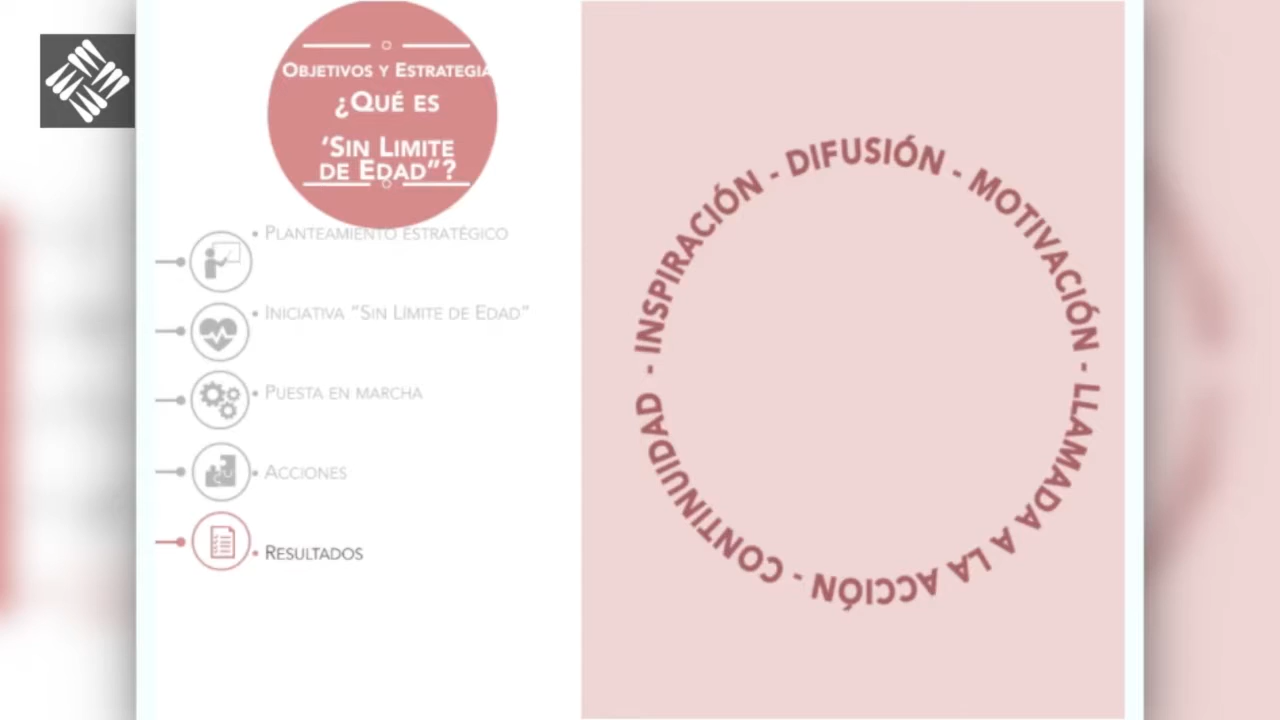 OBJETIVOS Y ESTRATEGIA
¿QUÉ ES
‘SIN LIMITE
DE EDAD”?
• PLANTEAMIENTO ESTRATÉGICO
• INICIATIVA “SIN LÍMITE DE EDAD”
• PUESTA EN MARCHA
• ACCIONES
• RESULTADOS
- INSPIRACIÓN - DIFUSIÓN - MOTIVACIÓN - LLAMADA A LA ACCIÓN - CONTINUIDAD